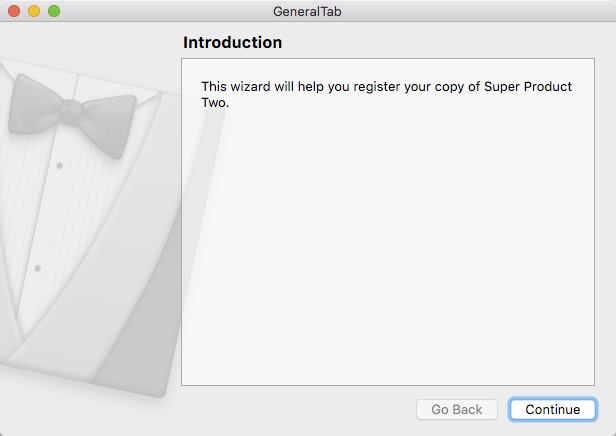 GeneralTab
Introduction
This wizard will help you register your copy of Super Product
Two.
Go Back
Continue